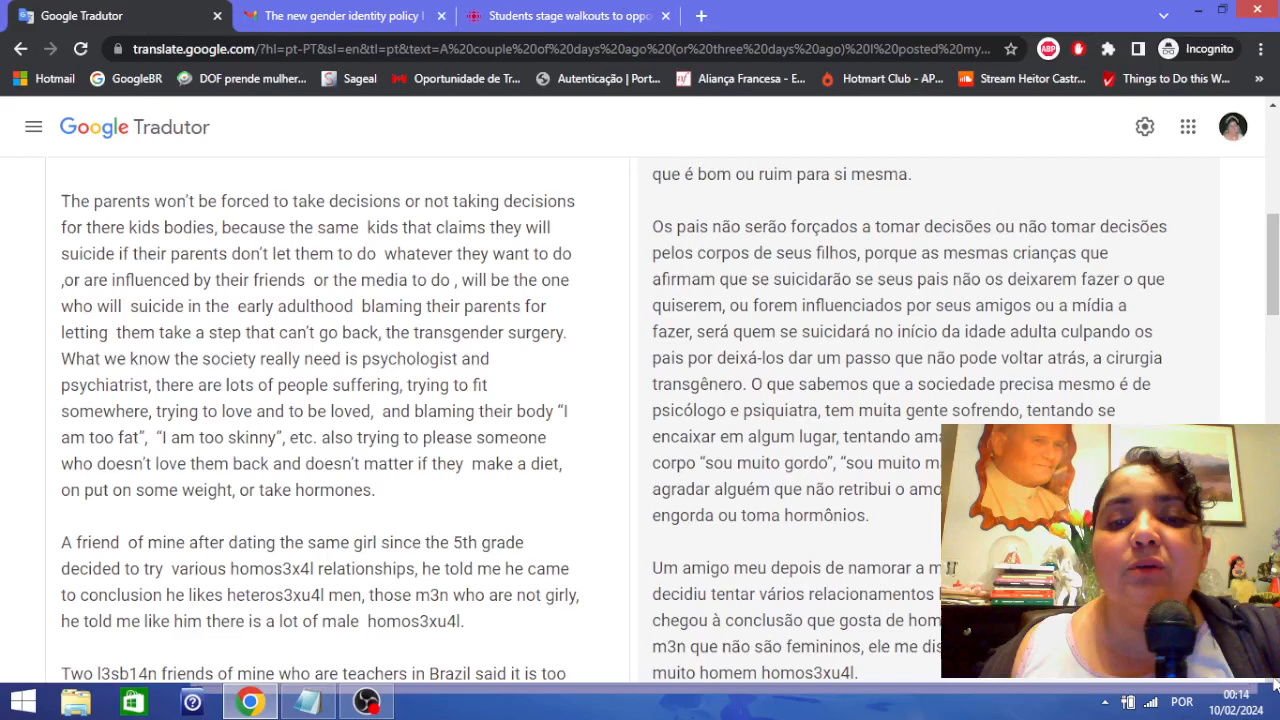 Google Tradutor
The new gender identity policy
Students stage walkouts to oppo
translate.google.com/?hl=pt-PT&sl=en&tl=pt&text=A%20couple%20of%20days%20ago%20(or%20three%20days%20ago)%20I%20posted%20my...
ABP
Incognito
Hotmail
GoogleBR
DOF prende mulher...
Sageal
Oportunidade de Tr...
Autenticação | Port...
Aliança Francesa - E...
Hotmart Club - AP...
Stream Heitor Castr...
Things to Do this W...
Google Tradutor
que é bom ou ruim para si mesma.
The parents won't be forced to take decisions or not taking decisions
for there kids bodies, because the same kids that claims they will
suicide if their parents don't let them to do whatever they want to do
,or are influenced by their friends or the media to do , will be the one
who will suicide in the early adulthood blaming their parents for
letting them take a step that can't go back, the transgender surgery.
What we know the society really need is psychologist and
psychiatrist, there are lots of people suffering, trying to fit
somewhere, trying to love and to be loved, and blaming their body “I
am too fat”, “I am too skinny”, etc. also trying to please someone
who doesn't love them back and doesn't matter if they make a diet,
on put on some weight, or take hormones.
A friend of mine after dating the same girl since the 5th grade
decided to try various homos3x4l relationships, he told me he came
to conclusion he likes heteros3xu4l men, those m3n who are not girly,
he told me like him there is a lot of male homos3xu4l.
Two l3sb14n friends of mine who are teachers in Brazil said it is too
Os pais não serão forçados a tomar decisões ou não tomar decisões
pelos corpos de seus filhos, porque as mesmas crianças que
afirmam que se suicidarão se seus pais não os deixarem fazer o que
quiserem, ou forem influenciados por seus amigos ou a mídia a
fazer, será quem se suicidará no início da idade adulta culpando os
pais por deixá-los dar um passo que não pode voltar atrás, a cirurgia
transgênero. O que sabemos que a sociedade precisa mesmo é de
psicólogo e psiquiatra, tem muita gente sofrendo, tentando se
encaixar em algum lugar, tentando ama
corpo “sou muito gordo”, “sou muito m
agradar alguém que não retribui o amo
engorda ou toma hormônios.
Um amigo meu depois de namorar a m
decidiu tentar vários relacionamentos
chegou à conclusão que gosta de hom
m3n que não são femininos, ele me dis
muito homem homos3xu4l.
POR
00:14
10/02/2024